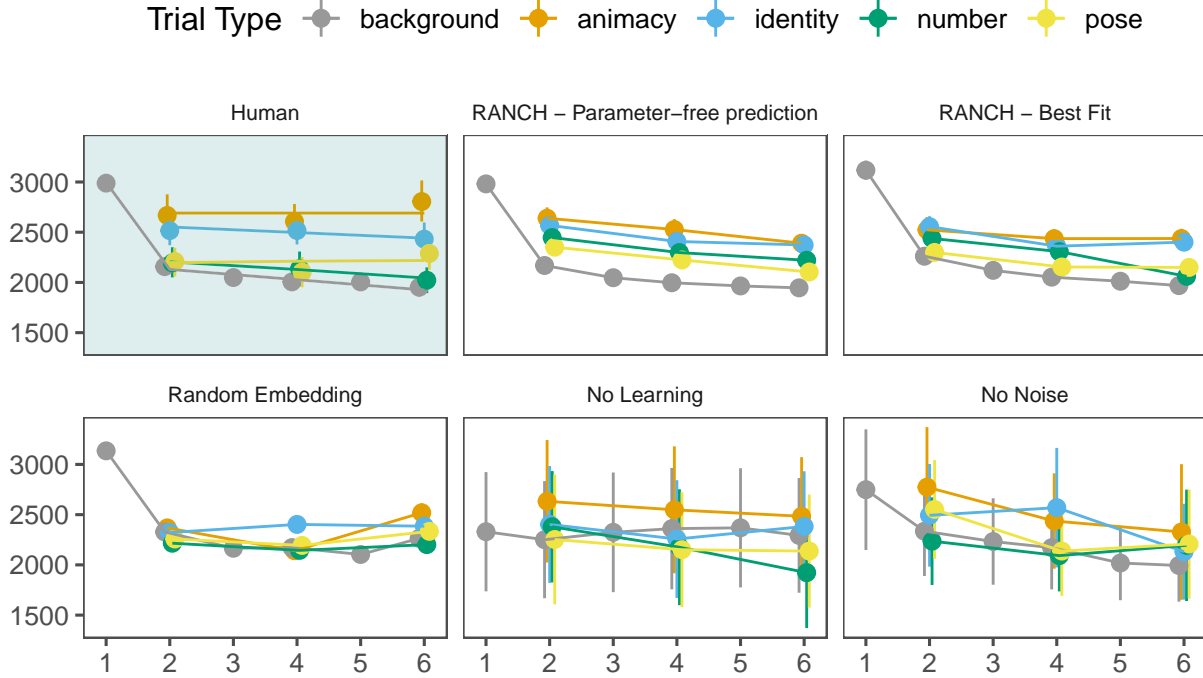 Trial Type background animacy identity number pose
Human RANCH − Parameter−free prediction RANCH − Best Fit
3000
2500
2000
1500
Random Embedding No Learning No Noise
3000
2500
2000
1500
1 2 3 4 5 6 1 2 3 4 5 6 1 2 3 4 5 6